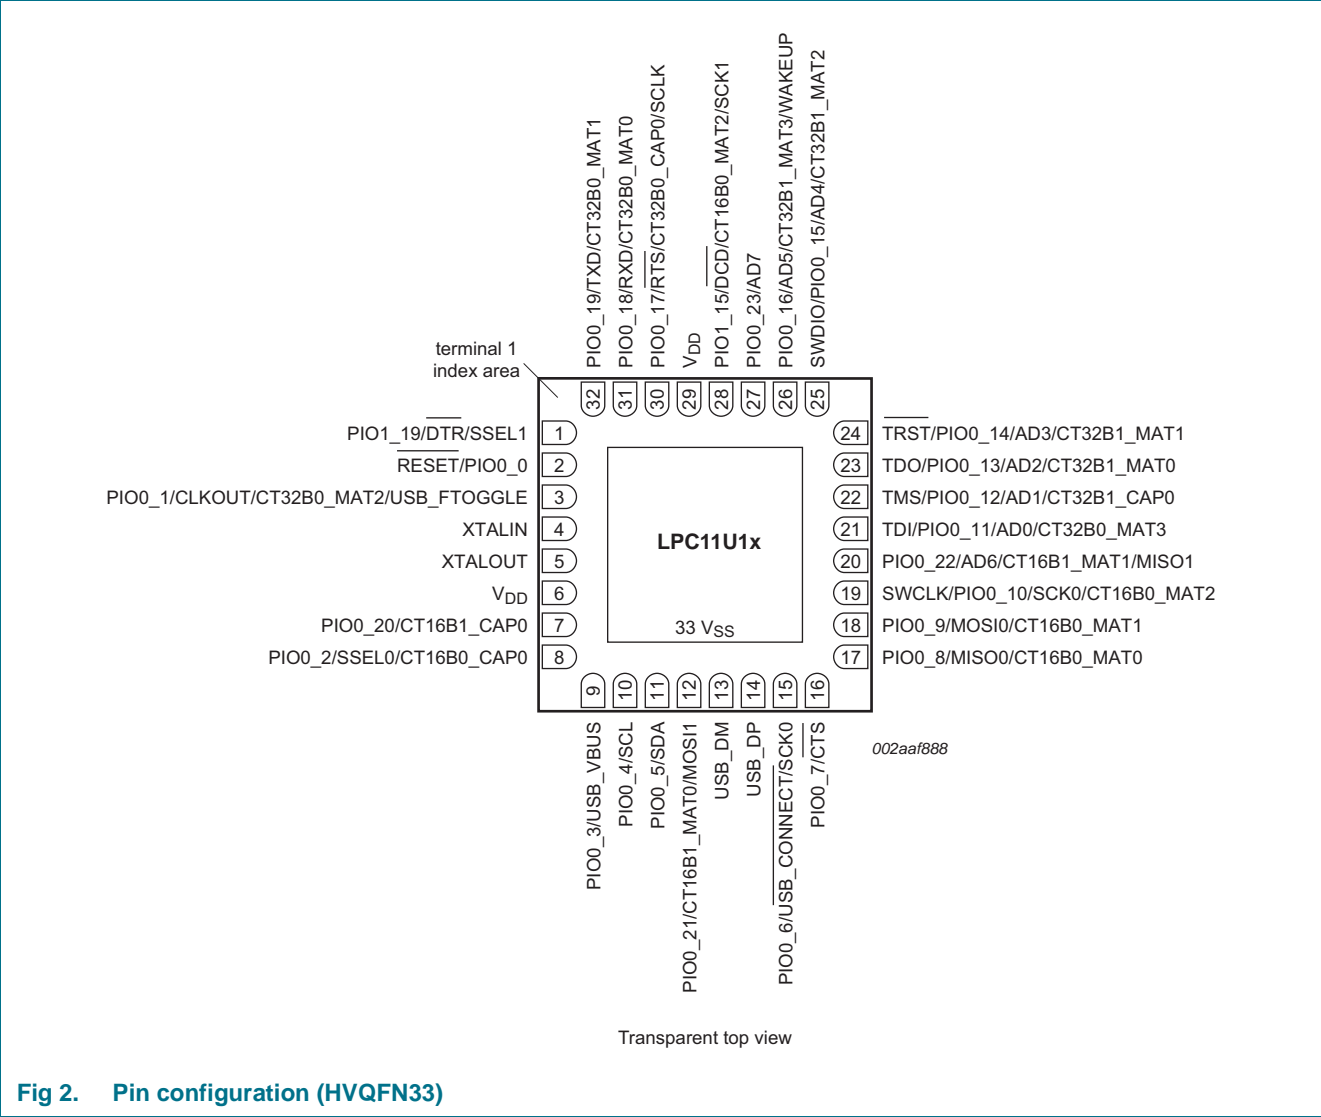 PIO0_19/TXD/CT32B0_MAT1
PIO0_18/RXD/CT32B0_MAT0
PIO0_17/RTS/CT32B0_CAP0/SCLK
VDD
PIO1_15/DCD/CT16B0_MAT2/SCK1
PIO0_23/AD7
PIO0_16/AD5/CT32B1_MAT3/WAKEUP
SWDIO/PIO0_15/AD4/CT32B1_MAT2
terminal 1
index area
32
31
30
29
28
27
26
25
PIO1_19/DTR/SSEL1 1
RESET/PIO0_0 2
PIO0_1/CLKOUT/CT32B0_MAT2/USB_FTOGGLE 3
XTALIN 4
XTALOUT 5
VDD 6
PIO0_20/CT16B1_CAP0 7
PIO0_2/SSEL0/CT16B0_CAP0 8
LPC11U1x
33 VSS
24 TRST/PIO0_14/AD3/CT32B1_MAT1
23 TDO/PIO0_13/AD2/CT32B1_MAT0
22 TMS/PIO0_12/AD1/CT32B1_CAP0
21 TDI/PIO0_11/AD0/CT32B0_MAT3
20 PIO0_22/AD6/CT16B1_MAT1/MISO1
19 SWCLK/PIO0_10/SCK0/CT16B0_MAT2
18 PIO0_9/MOSI0/CT16B0_MAT1
17 PIO0_8/MISO0/CT16B0_MAT0
9
10
11
12
13
14
15
16
PIO0_3/USB_VBUS
PIO0_4/SCL
PIO0_5/SDA
PIO0_21/CT16B1_MAT0/MOSI1
USB_DM
USB_DP
PIO0_6/USB_CONNECT/SCK0
PIO0_7/CTS
002aaf888
Transparent top view
Fig 2. Pin configuration (HVQFN33)